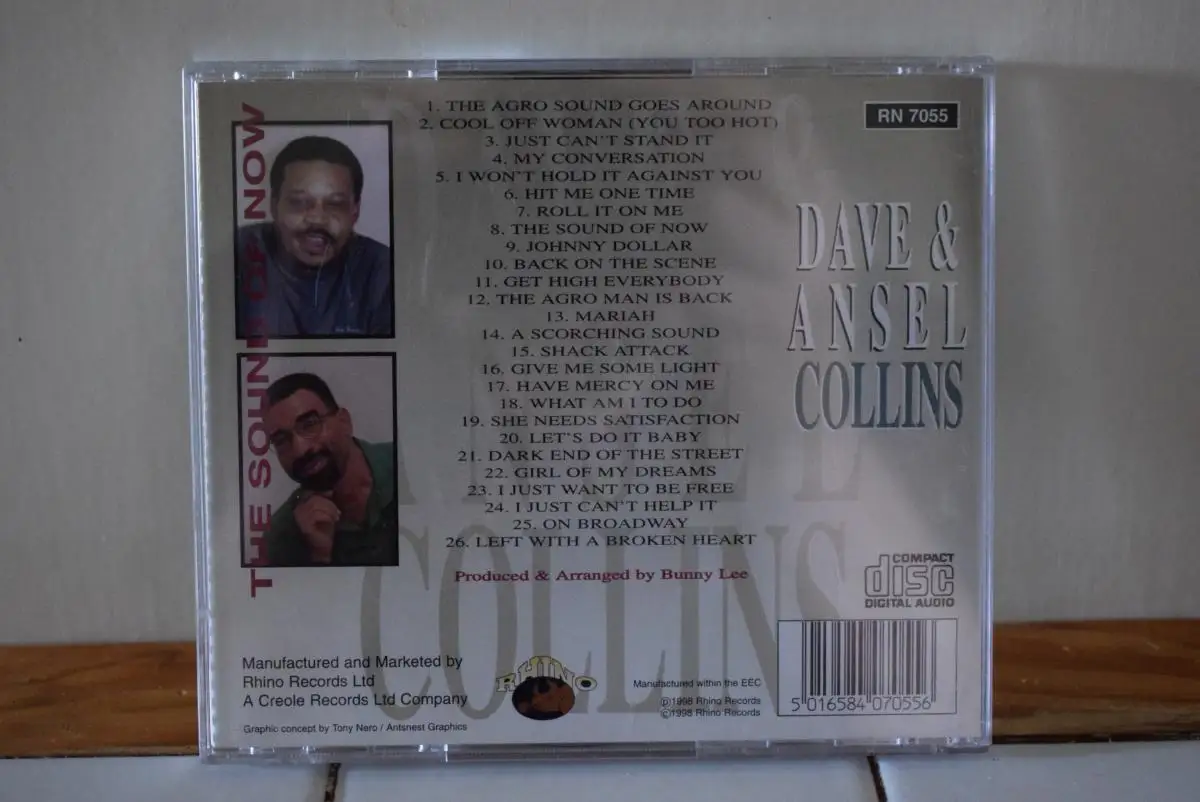 THE SOUND OF NOW
1. THE AGRO SOUND GOES AROUND
2. COOL OFF WOMAN (YOU TOO HOT)
3. JUST CAN'T STAND IT
4. MY CONVERSATION
5. I WON'T HOLD IT AGAINST YOU
6. HIT ME ONE TIME
7. ROLL IT ON ME
8. THE SOUND OF NOW
9. JOHNNY DOLLAR
10. BACK ON THE SCENE
11. GET HIGH EVERYBODY
12. THE AGRO MAN IS BACK
13. MARIAH
14. A SCORCHING SOUND
15. SHACK ATTACK
16. GIVE ME SOME LIGHT
17. HAVE MERCY ON ME
18. WHAT AM I TO DO
19. SHE NEEDS SATISFACTION
20. LET'S DO IT BABY
21. DARK END OF THE STREET
22. GIRL OF MY DREAMS
23. I JUST WANT TO BE FREE
24. I JUST CAN'T HELP IT
25. ON BROADWAY
26. LEFT WITH A BROKEN HEART
Produced & Arranged by Bunny Lee
RN 7055
DAVE &
ANSEL
COLLINS
COMPACT
disc
DIGITAL AUDIO
COLLINS
Manufactured and Marketed by
Rhino Records Ltd
A Creole Records Ltd Company
Graphic concept by Tony Nero / Antsnest Graphics
RHINO
Manufactured within the EEC
℗1998 Rhino Records
©1998 Rhino Records
5 016584 070556